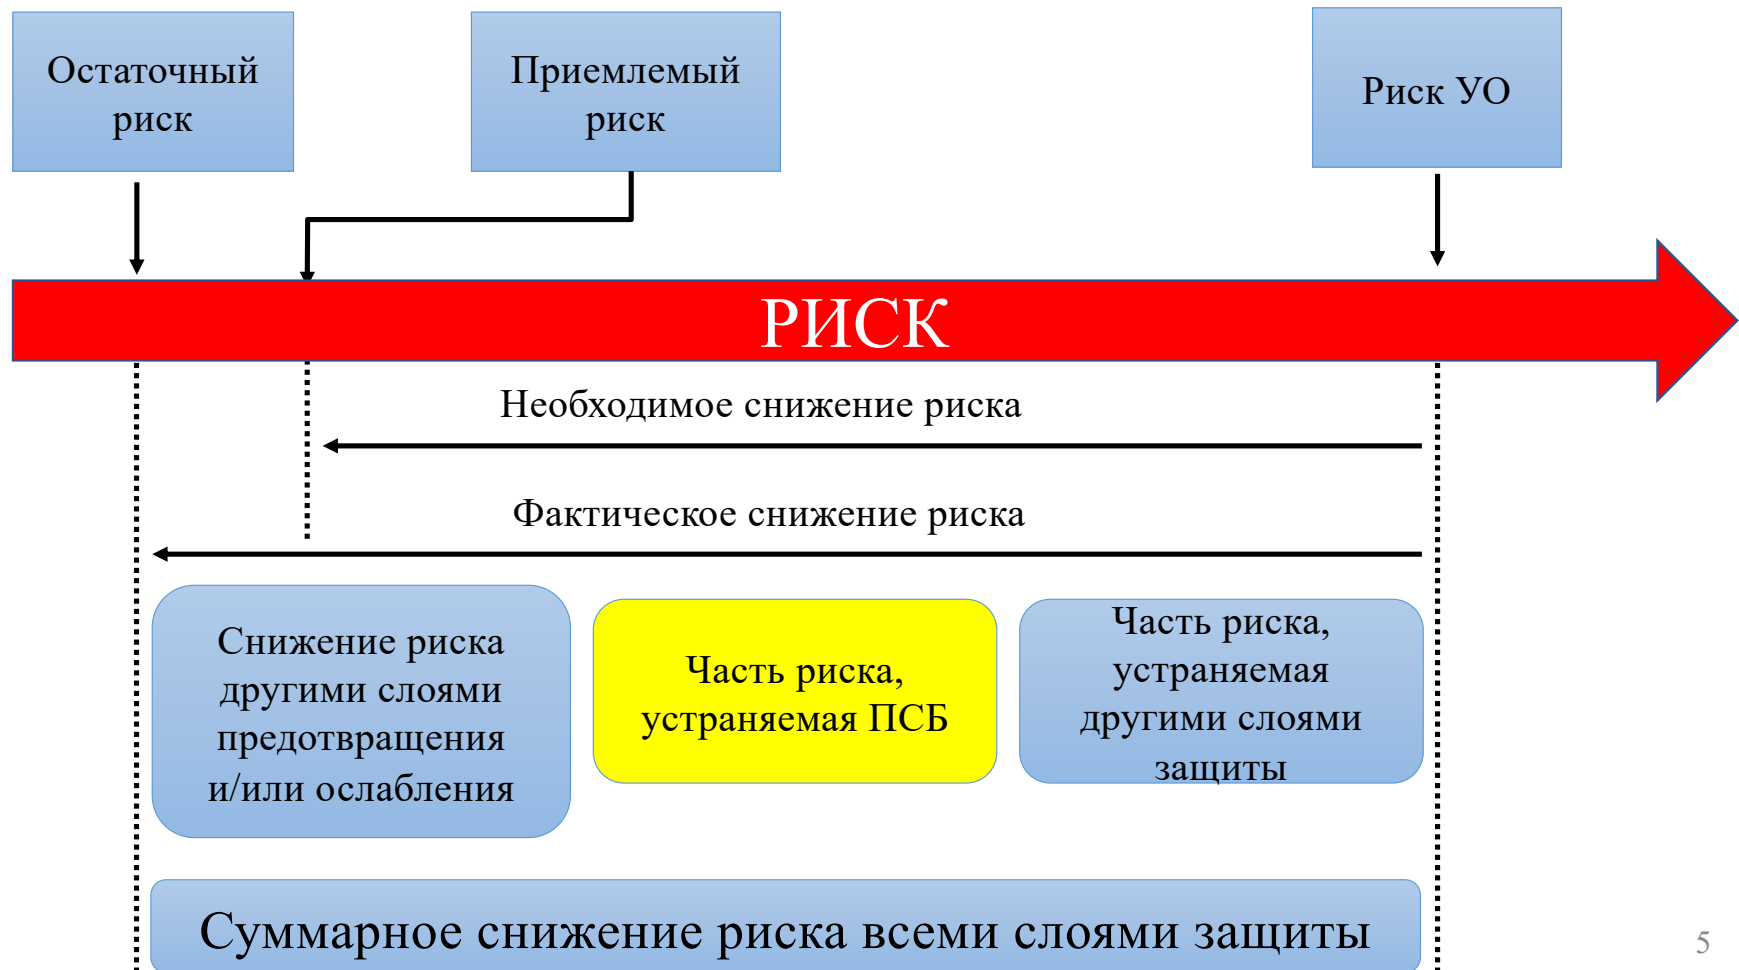 Остаточный
риск
Приемлемый
риск
Риск УО
РИСК
Необходимое снижение риска
Фактическое снижение риска
Снижение риска
другими слоями
предотвращения
и/или ослабления
Часть риска,
устраняемая ПСБ
Часть риска,
устраняемая
другими слоями
защиты
Суммарное снижение риска всеми слоями защиты
5